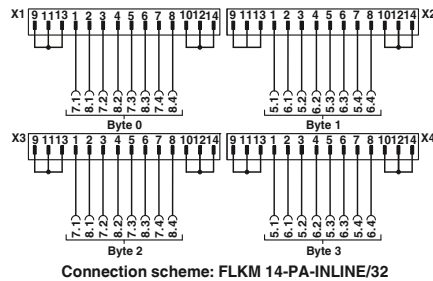 X1 9 11 13 1 2 3 4 5 6 7 8 10 12 14
9 11 13 1 2 3 4 5 6 7 8 10 12 14 X2
7.1 8.1 7.2 8.2 7.3 8.3 7.4 8.4
5.1 6.1 5.2 6.2 5.3 6.3 5.4 6.4
Byte 0
Byte 1
X3 9 11 13 1 2 3 4 5 6 7 8 10 12 14
9 11 13 1 2 3 4 5 6 7 8 10 12 14 X4
7.1 8.1 7.2 8.2 7.3 8.3 7.4 8.4
5.1 6.1 5.2 6.2 5.3 6.3 5.4 6.4
Byte 2
Byte 3
Connection scheme: FLKM 14-PA-INLINE/32